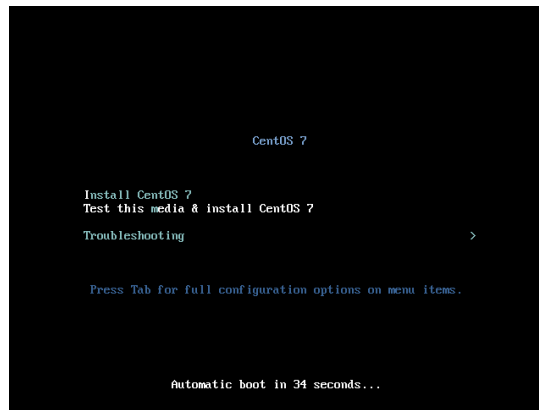 CentOS 7
Install CentOS 7
Test this media & install CentOS 7
Troubleshooting >
Press Tab for full configuration options on menu items.
Automatic boot in 34 seconds...